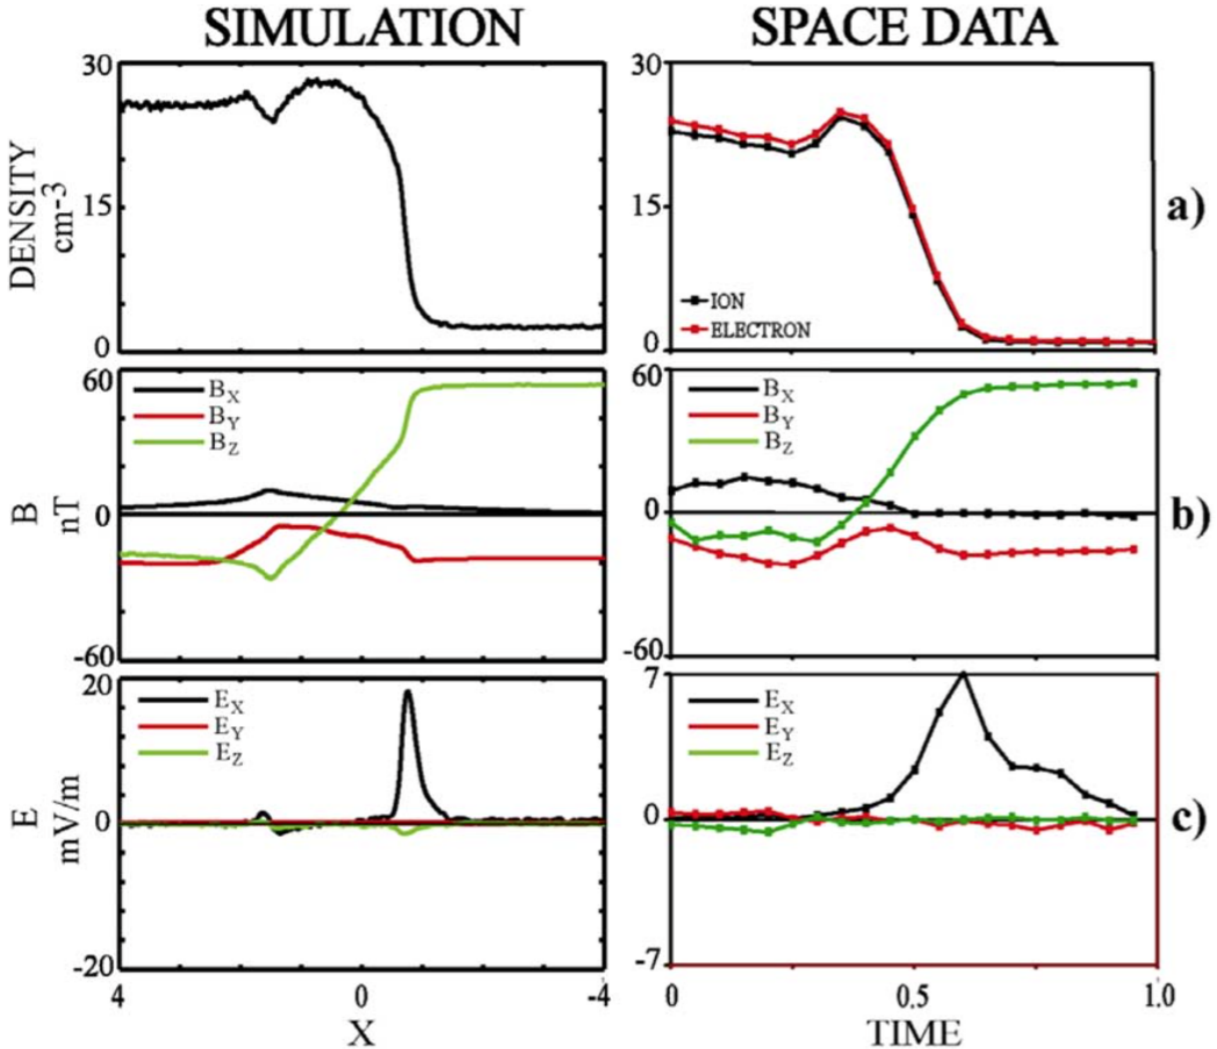 SIMULATION
SPACE DATA
DENSITY
cm-3
30
15
0
30
15
0
ION
ELECTRON
a)
B
nT
60
0
-60
BX
BY
BZ
60
0
-60
BX
BY
BZ
b)
E
mV/m
20
0
-20
EX
EY
EZ
7
0
-7
EX
EY
EZ
c)
4
0
-4
X
0
0.5
1.0
TIME